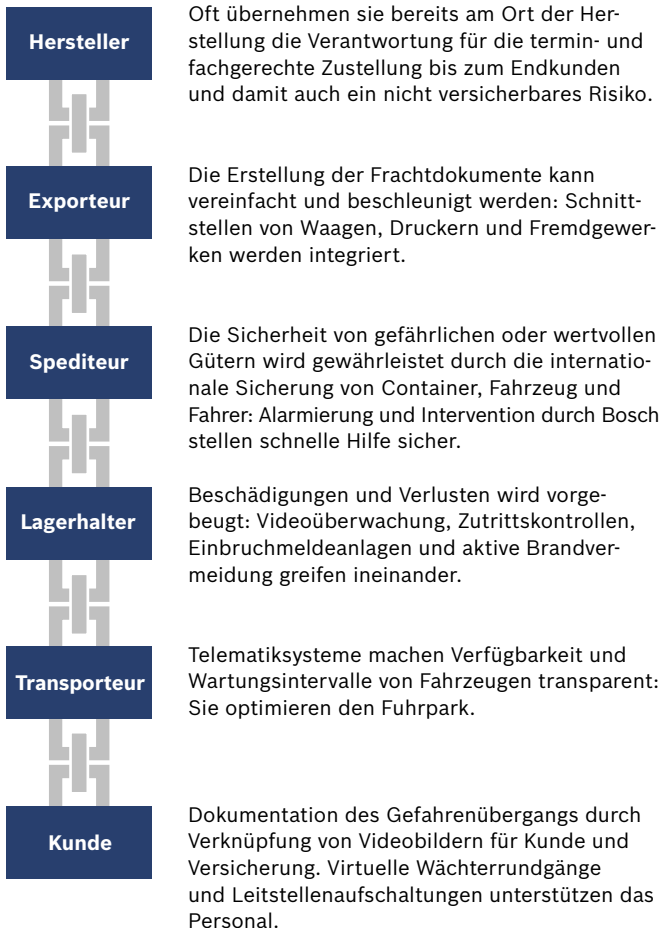 Hersteller
Oft übernehmen sie bereits am Ort der Her-
stellung die Verantwortung für die termin- und
fachgerechte Zustellung bis zum Endkunden
und damit auch ein nicht versicherbares Risiko.
Exporteur
Die Erstellung der Frachtdokumente kann
vereinfacht und beschleunigt werden: Schnitt-
stellen von Waagen, Druckern und Fremdgewer-
ken werden integriert.
Spediteur
Die Sicherheit von gefährlichen oder wertvollen
Gütern wird gewährleistet durch die internatio-
nale Sicherung von Container, Fahrzeug und
Fahrer: Alarmierung und Intervention durch Bosch
stellen schnelle Hilfe sicher.
Lagerhalter
Beschädigungen und Verlusten wird vorge-
beugt: Videoüberwachung, Zutrittskontrollen,
Einbruchmeldeanlagen und aktive Brandver-
meidung greifen ineinander.
Transporteur
Telematiksysteme machen Verfügbarkeit und
Wartungsintervalle von Fahrzeugen transparent:
Sie optimieren den Fuhrpark.
Kunde
Dokumentation des Gefahrenübergangs durch
Verknüpfung von Videobildern für Kunde und
Versicherung. Virtuelle Wächterrundgänge
und Leitstellenaufschaltungen unterstützen das
Personal.